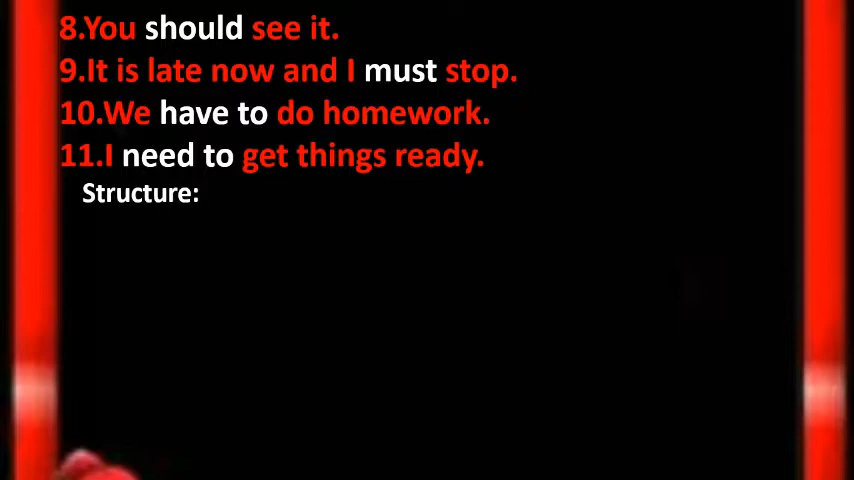 8.You should see it.
9.It is late now and I must stop.
10.We have to do homework.
11.I need to get things ready.
Structure: